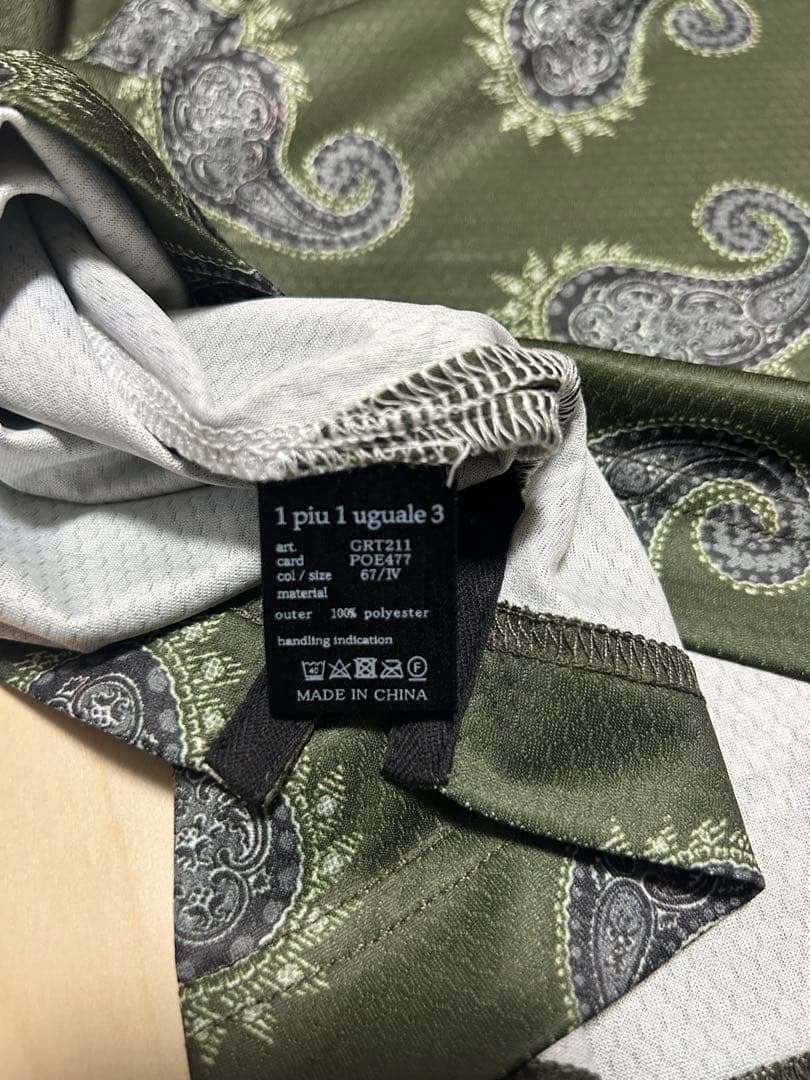 1 piu 1 uguale 3
art. GRT211
card POE477
col / size 67/IV
material
outer 100% polyester
handling indication
40 F
MADE IN CHINA